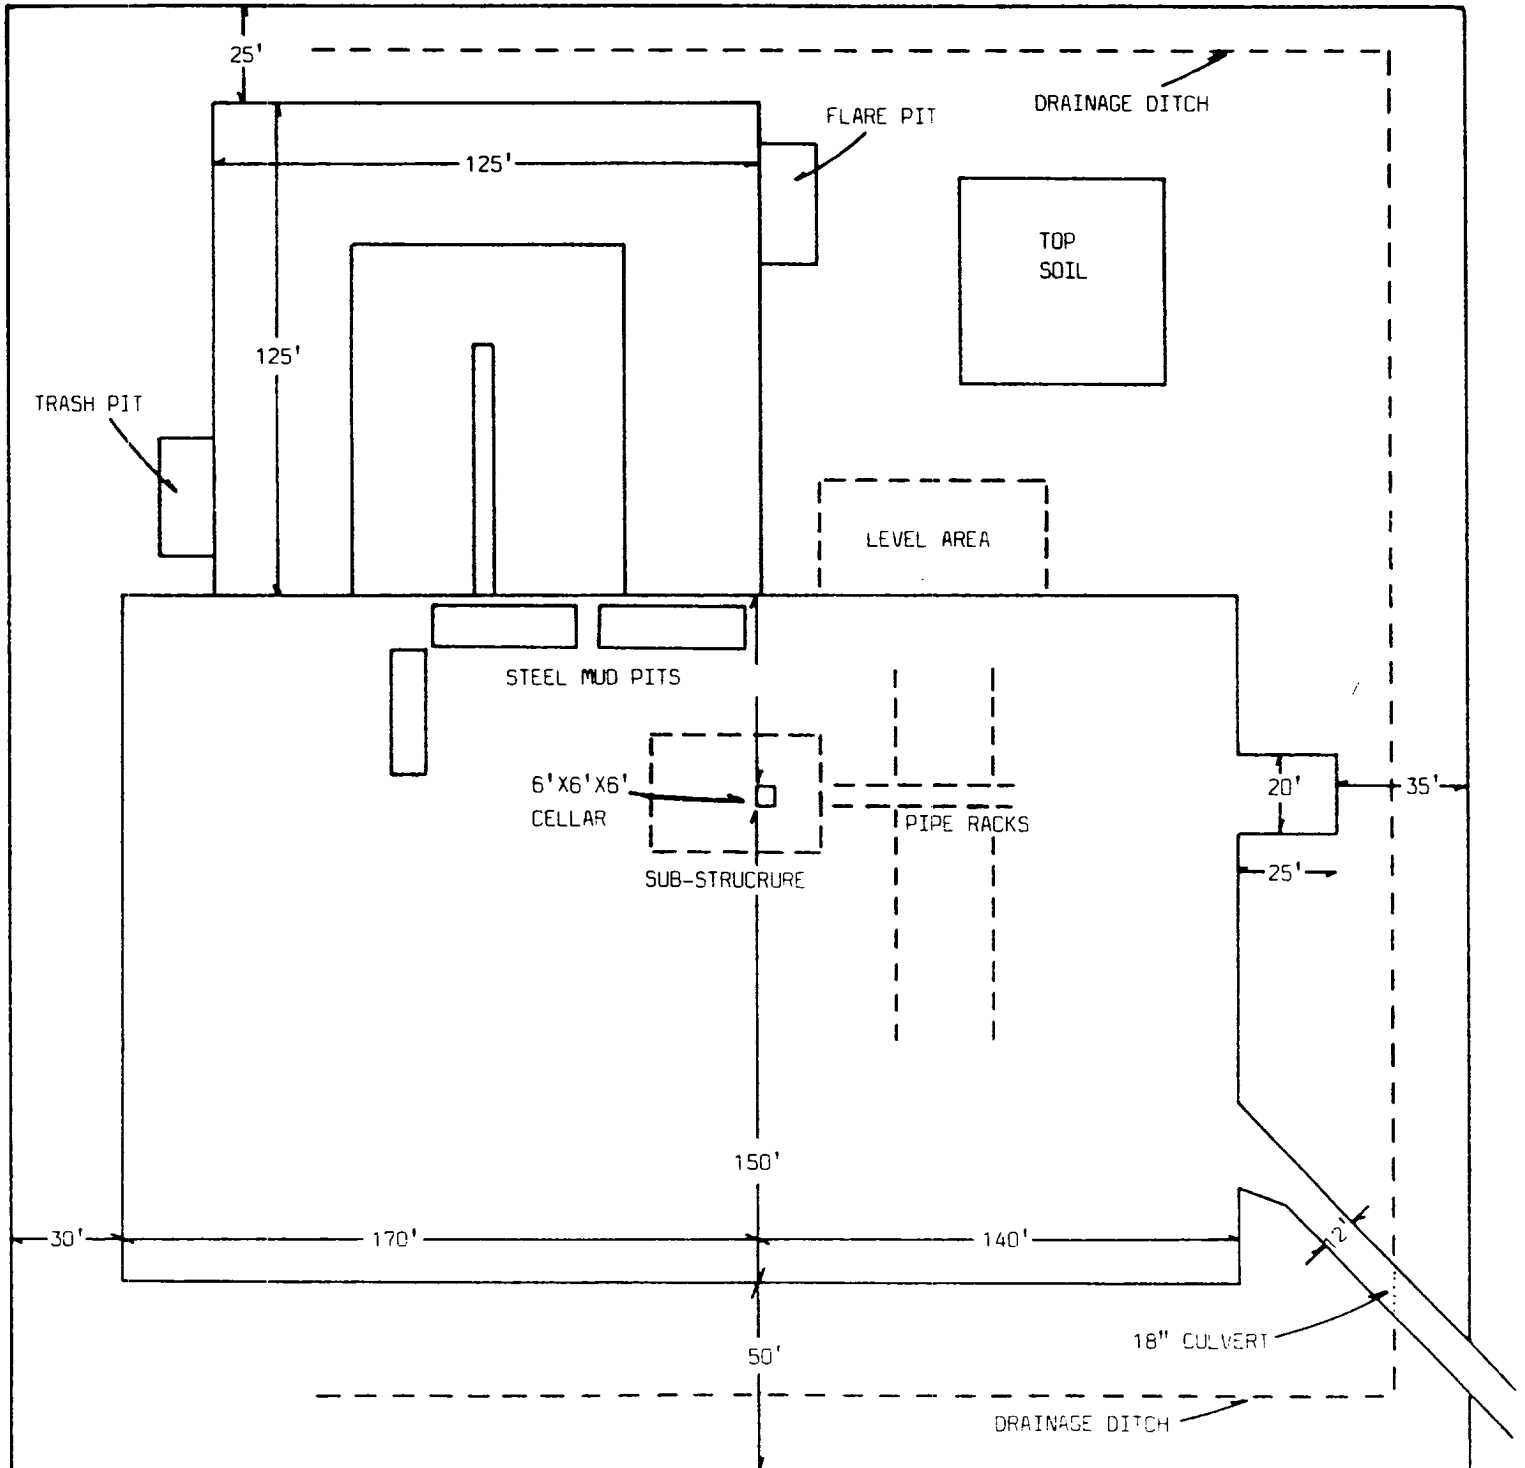 25'
DRAINAGE DITCH
FLARE PIT
125'
TOP
SOIL
125'
TRASH PIT
LEVEL AREA
STEEL MUD PITS
6'X6'X6'
CELLAR
20'
35'
PIPE RACKS
25'
SUB-STRUCRURE
150'
30'
170'
140'
12'
18" CULVERT
50'
DRAINAGE DITCH